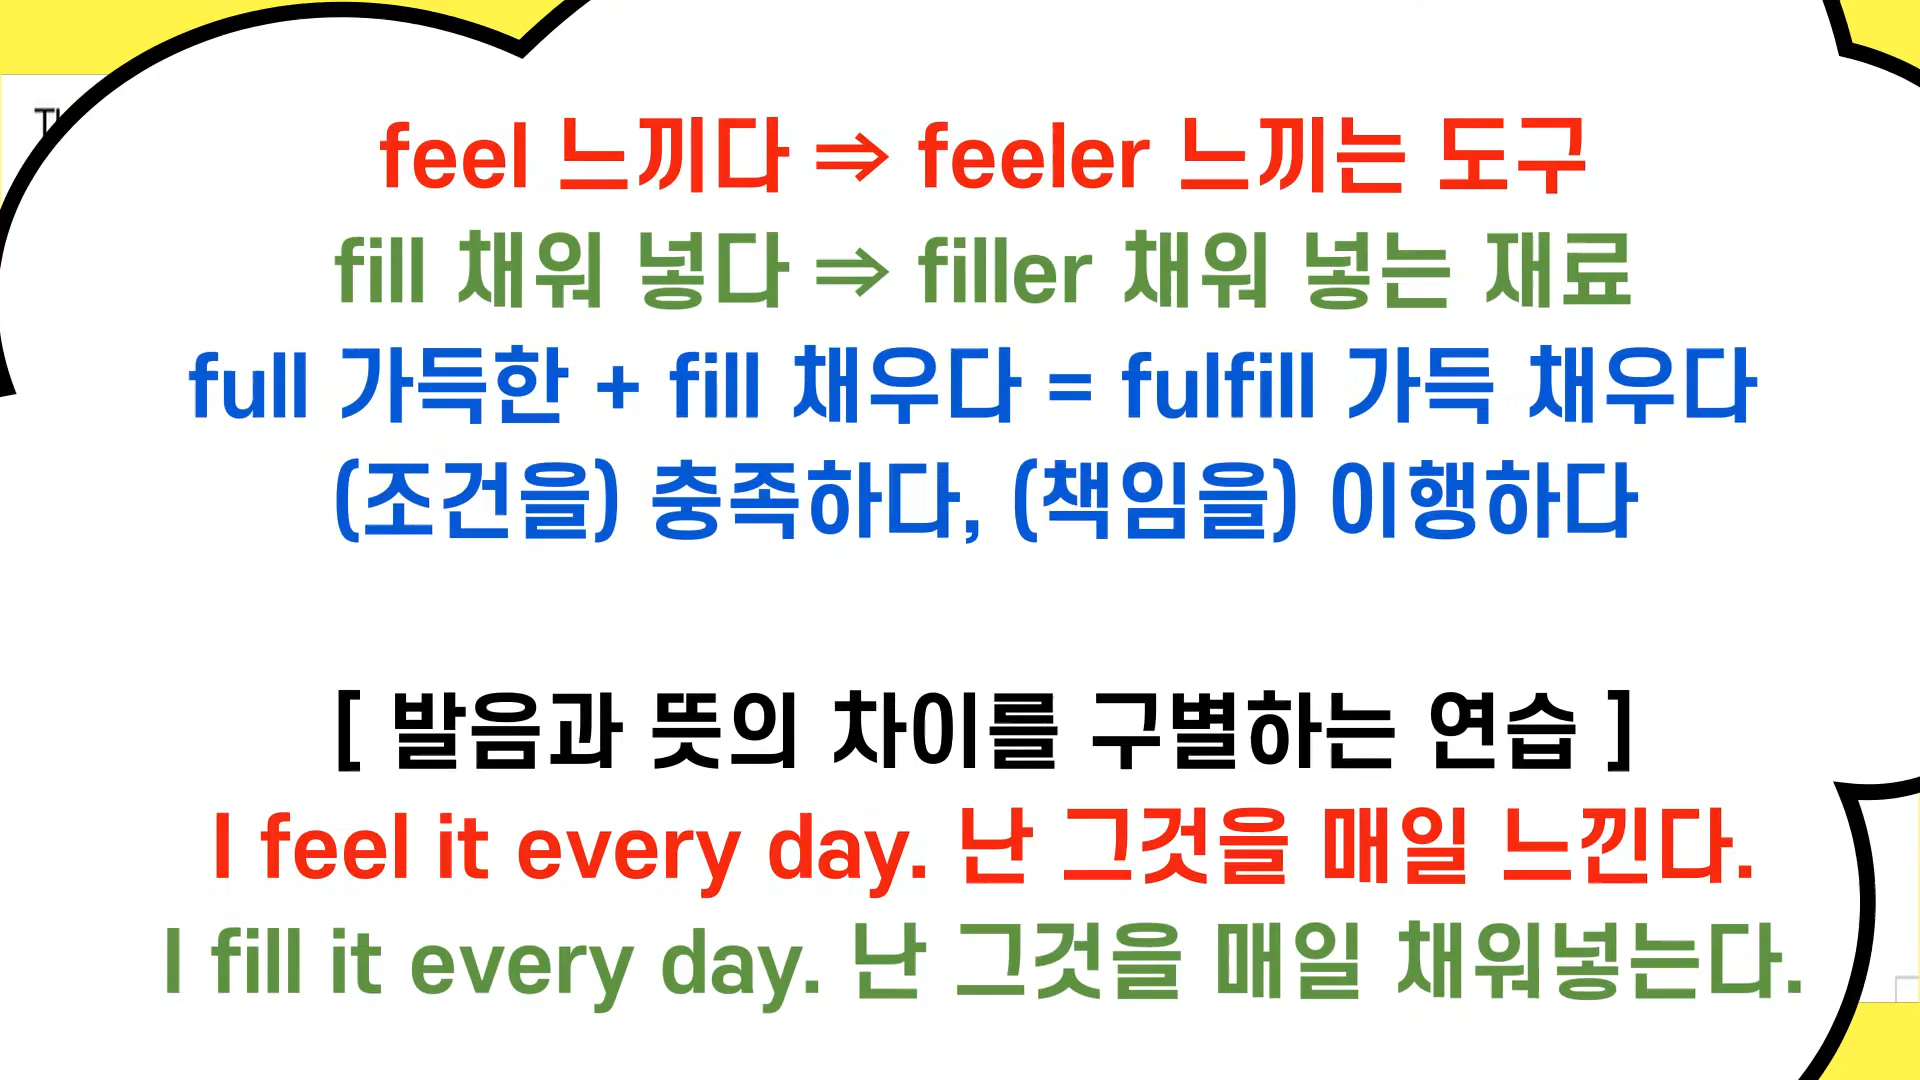 feel 느끼다 ⇒ feeler 느끼는 도구
fill 채워 넣다 ⇒ filler 채워 넣는 재료
full 가득한 + fill 채우다 = fulfill 가득 채우다
(조건을) 충족하다, (책임을) 이행하다
[ 발음과 뜻의 차이를 구별하는 연습 ]
I feel it every day. 난 그것을 매일 느낀다.
I fill it every day. 난 그것을 매일 채워넣는다.